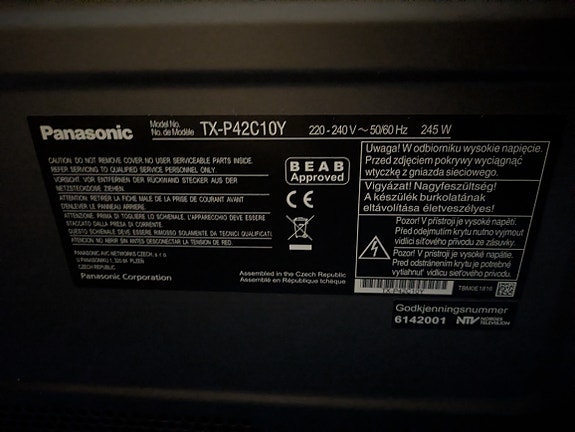 Panasonic
Model No.
No. de Modèle
TX-P42C10Y
220 - 240 V ~ 50/60 Hz
245 W
CAUTION: DO NOT REMOVE COVER. NO USER SERVICEABLE PARTS INSIDE.
REFER SERVICING TO QUALIFIED SERVICE PERSONNEL ONLY.
VORSICHT: VOR ENTFERNEN DER RÜCKWAND STECKER AUS DER
NETZSTECKDOSE ZIEHEN.
ATTENTION: RETIRER LA FICHE MALE DE LA PRISE DE COURANT AVANT
D'ENLEVER LE PANNEAU ARRIERE.
ATTENZIONE: PRIMA DI TOGLIERE LO SCHIENALE, L'APPARECCHIO DEVE ESSERE
STACCATO DALLA PRESA DI CORRENTE.
QUESTO SCHIENALE DEVE ESSERE RIMOSSO SOLAMENTE DA TECNICI QUALIFICATI.
ATENCION: NO ABRIR SIN ANTES DESCONECTAR LA TENSION DE RED.
PANASONIC AVC NETWORKS CZECH, s. r. o.
CZECH REPUBLIC
Panasonic Corporation
BEAB
Approved
CE
Assembled in the Czech Republic
Assemblé en République tchèque
Uwaga! W odbiorniku wysokie napięcie.
Przed zdjęciem pokrywy wyciągnąć
wtyczkę z gniazda sieciowego.
Vigyázat! Nagyfeszültség!
A készülék burkolatának
eltávolítása életveszélyes!
Pozor! V přístroji je vysoké napětí.
Před odejmutím krytu nutno vyjmout
vidlici síťového přívodu ze zásuvky.
Pozor! V prístroji je vysoké napätie.
Pred odstránením krytu je potrebné
vytiahnuť vidlicu sieťového prívodu.
TX-P42C10Y
TBM0E1816
Godkjenningsnummer
6142001 NTV NORGES
TELEVISJON